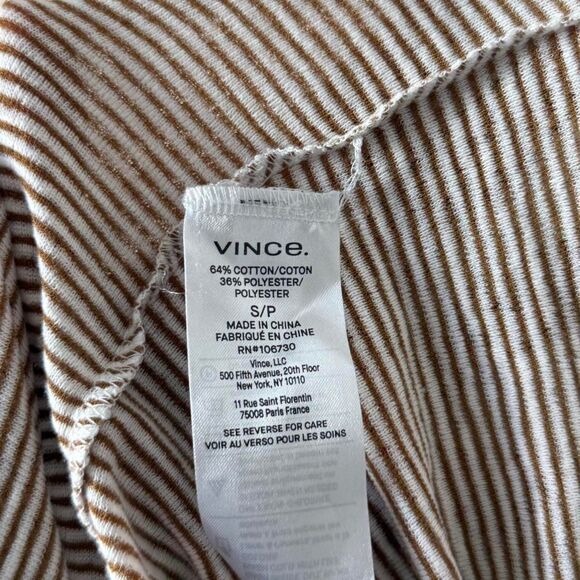 VINCE.
64% COTTON/COTON
36% POLYESTER/
POLYESTER
S/P
MADE IN CHINA
FABRIQUÉ EN CHINE
RN#106730
Vince, LLC
500 Fifth Avenue, 20th Floor
New York, NY 10110
11 Rue Saint Florentin
75008 Paris France
SEE REVERSE FOR CARE
VOIR AU VERSO POUR LES SOINS